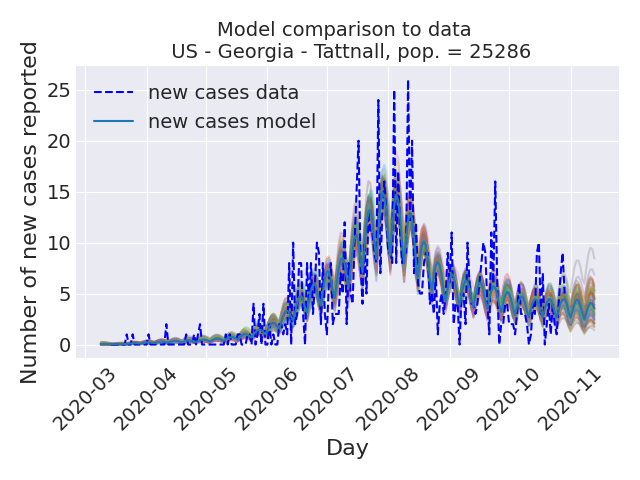 Model comparison to data
US - Georgia - Tattnall, pop. = 25286
Number of new cases reported
25
20
15
10
5
0
new cases data
new cases model
2020-03
2020-04
2020-05
2020-06
2020-07
2020-08
2020-09
2020-10
2020-11
Day